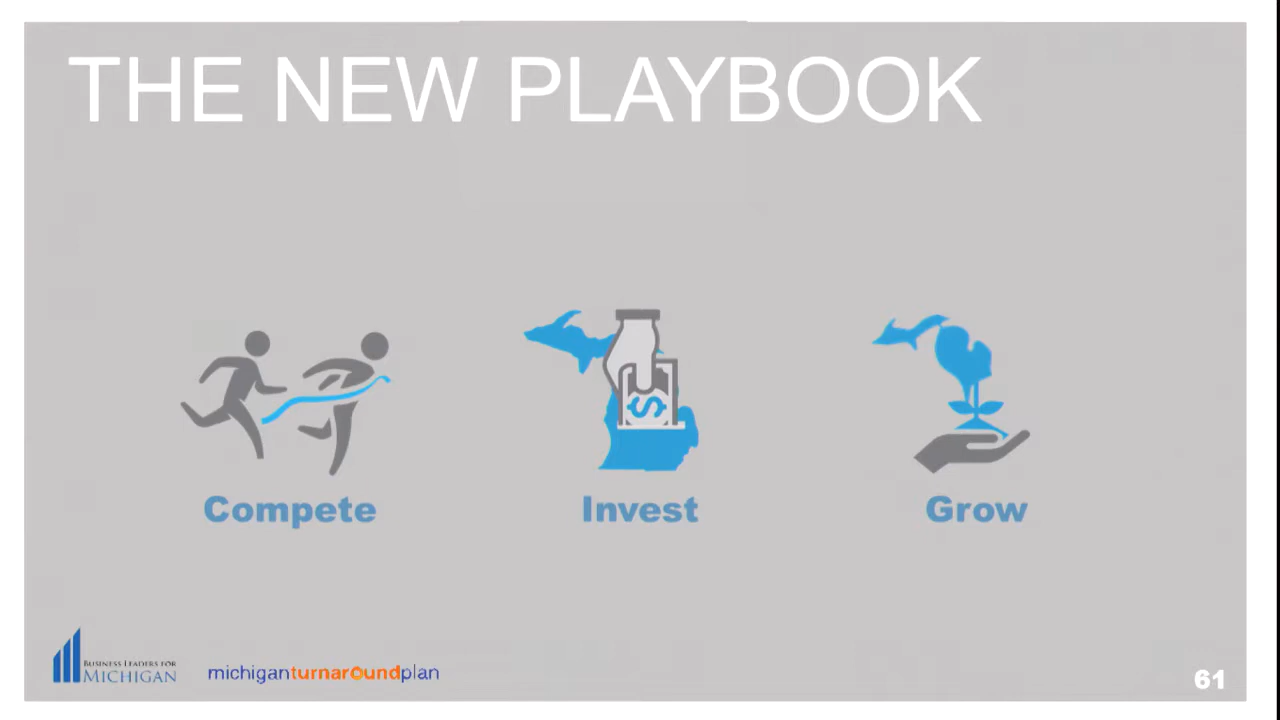 THE NEW PLAYBOOK
Compete
Invest
Grow
$
BUSINESS LEADERS FOR
MICHIGAN
michiganturnaroundplan
61